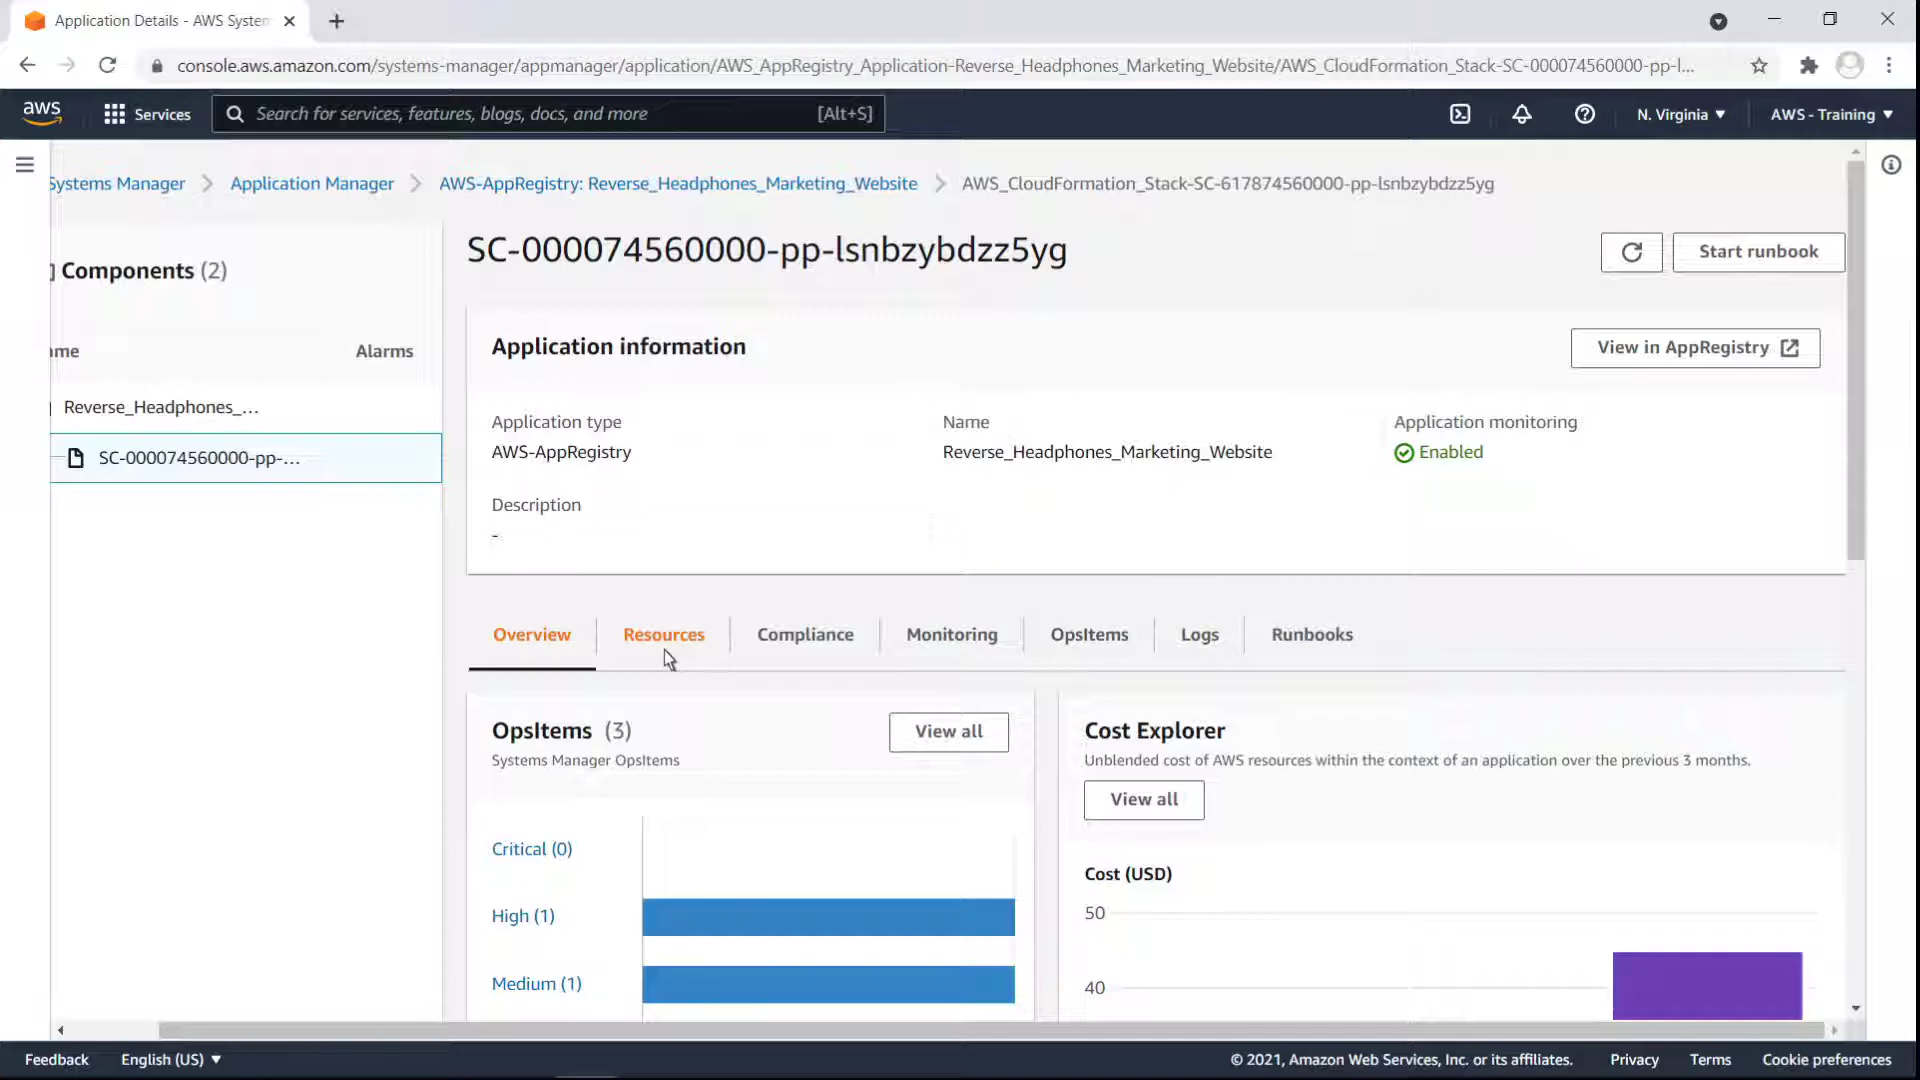 Application Details - AWS System
console.aws.amazon.com/systems-manager/appmanager/application/AWS_AppRegistry_Application-Reverse_Headphones_Marketing_Website/AWS_CloudFormation_Stack-SC-000074560000-pp-l...
aws
Services
Search for services, features, blogs, docs, and more [Alt+S]
N. Virginia
AWS - Training
Systems Manager
Application Manager
AWS-AppRegistry: Reverse_Headphones_Marketing_Website
AWS_CloudFormation_Stack-SC-617874560000-pp-lsnbzybdzz5yg
Components (2)
ame
Alarms
Reverse_Headphones_...
SC-000074560000-pp-...
SC-000074560000-pp-lsnbzybdzz5yg
Start runbook
Application information
View in AppRegistry
Application type
AWS-AppRegistry
Name
Reverse_Headphones_Marketing_Website
Application monitoring
Enabled
Description
-
Overview
Resources
Compliance
Monitoring
OpsItems
Logs
Runbooks
OpsItems (3)
View all
Systems Manager OpsItems
Critical (0)
High (1)
Medium (1)
Cost Explorer
Unblended cost of AWS resources within the context of an application over the previous 3 months.
View all
Cost (USD)
50
40
Feedback
English (US)
© 2021, Amazon Web Services, Inc. or its affiliates.
Privacy
Terms
Cookie preferences